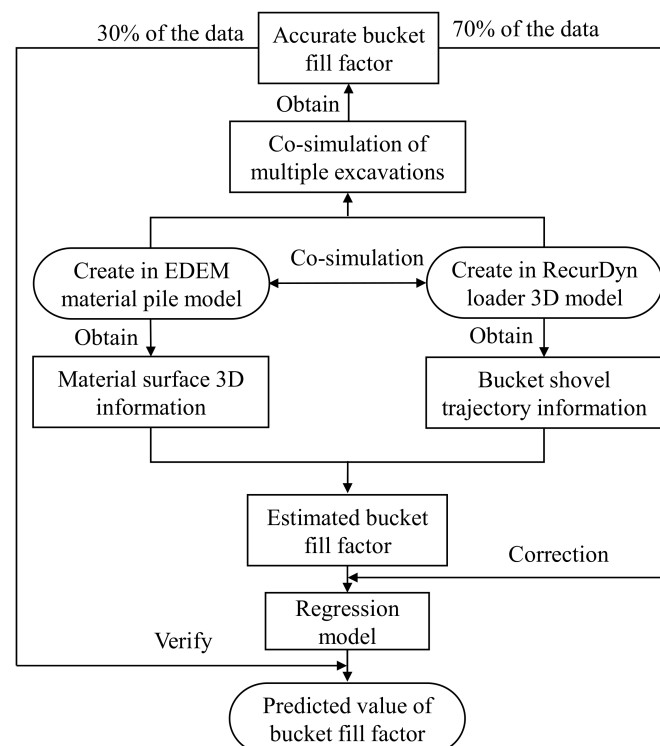 30% of the data
Accurate bucket
fill factor
70% of the data
Obtain
Co-simulation of
multiple excavations
Create in EDEM
material pile model
Co-simulation
Create in RecurDyn
loader 3D model
Obtain
Obtain
Material surface 3D
information
Bucket shovel
trajectory information
Estimated bucket
fill factor
Correction
Regression
model
Verify
Predicted value of
bucket fill factor